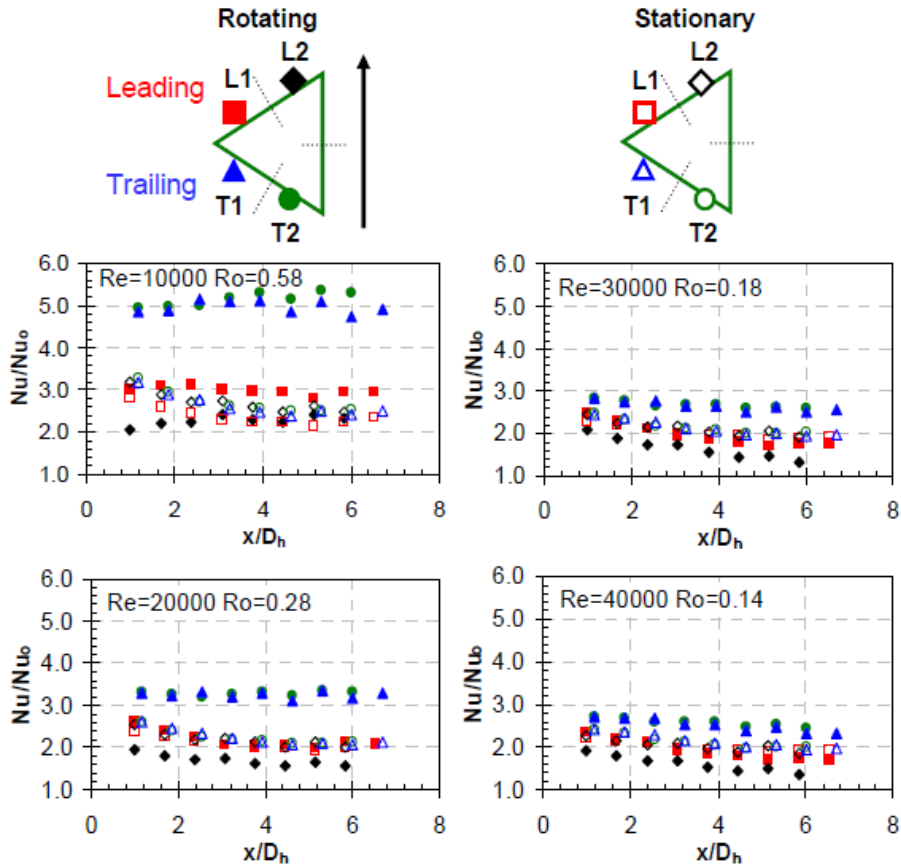 Rotating
Stationary
L2
L2
L1
L1
Leading
Trailing
T1
T1
T2
T2
6.0
Re=10000 Ro=0.58
5.0
4.0
3.0
2.0
1.0
Nu/Nuo
0 2 4 6 8
x/Dh
6.0
Re=30000 Ro=0.18
5.0
4.0
3.0
2.0
1.0
Nu/Nuo
0 2 4 6 8
x/Dh
6.0
Re=20000 Ro=0.28
5.0
4.0
3.0
2.0
1.0
Nu/Nuo
0 2 4 6 8
x/Dh
6.0
Re=40000 Ro=0.14
5.0
4.0
3.0
2.0
1.0
Nu/Nuo
0 2 4 6 8
x/Dh